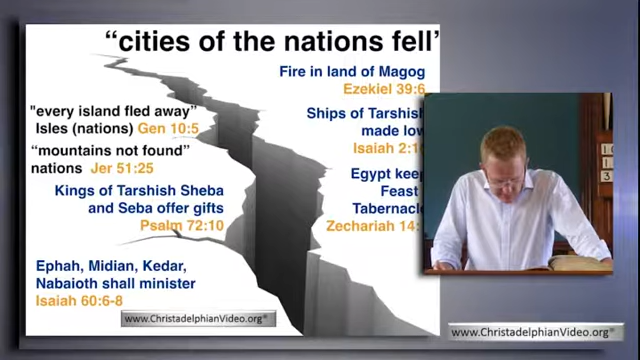 “cities of the nations fell’
Fire in land of Magog
Ezekiel 39:6
"every island fled away”
Isles (nations) Gen 10:5
Ships of Tarshish
made low
Isaiah 2:1
“mountains not found”
nations Jer 51:25
Egypt keep
Feast
Tabernacle
Zechariah 14:
Kings of Tarshish Sheba
and Seba offer gifts
Psalm 72:10
Ephah, Midian, Kedar,
Nabaioth shall minister
Isaiah 60:6-8
www.ChristadelphianVideo.org®
www.ChristadelphianVideo.org®